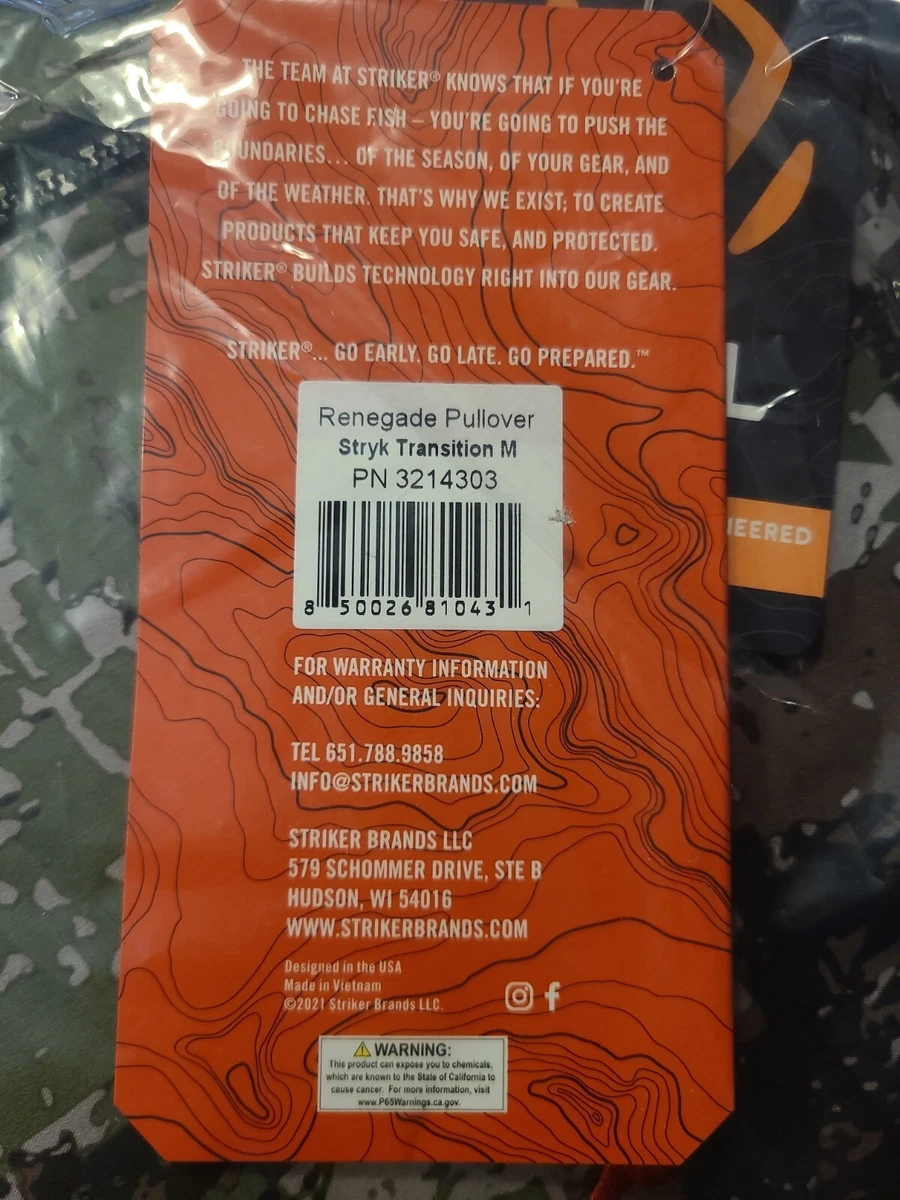 THE TEAM AT STRIKER® KNOWS THAT IF YOU'RE
GOING TO CHASE FISH – YOU'RE GOING TO PUSH THE
BOUNDARIES... OF THE SEASON, OF YOUR GEAR, AND
OF THE WEATHER. THAT'S WHY WE EXIST; TO CREATE
PRODUCTS THAT KEEP YOU SAFE, AND PROTECTED.
STRIKER® BUILDS TECHNOLOGY RIGHT INTO OUR GEAR.
STRIKER®... GO EARLY. GO LATE. GO PREPARED.™
Renegade Pullover
Stryk Transition M
PN 3214303
8 50026 81043 1
FOR WARRANTY INFORMATION
AND/OR GENERAL INQUIRIES:
TEL 651.788.9858
INFO@STRIKERBRANDS.COM
STRIKER BRANDS LLC
579 SCHOMMER DRIVE, STE B
HUDSON, WI 54016
WWW.STRIKERBRANDS.COM
Designed in the USA
Made in Vietnam
©2021 Striker Brands LLC.
WARNING:
This product can expose you to chemicals,
which are known to the State of California to
cause cancer. For more information, visit
www.P65Warnings.ca.gov.
L
EERED